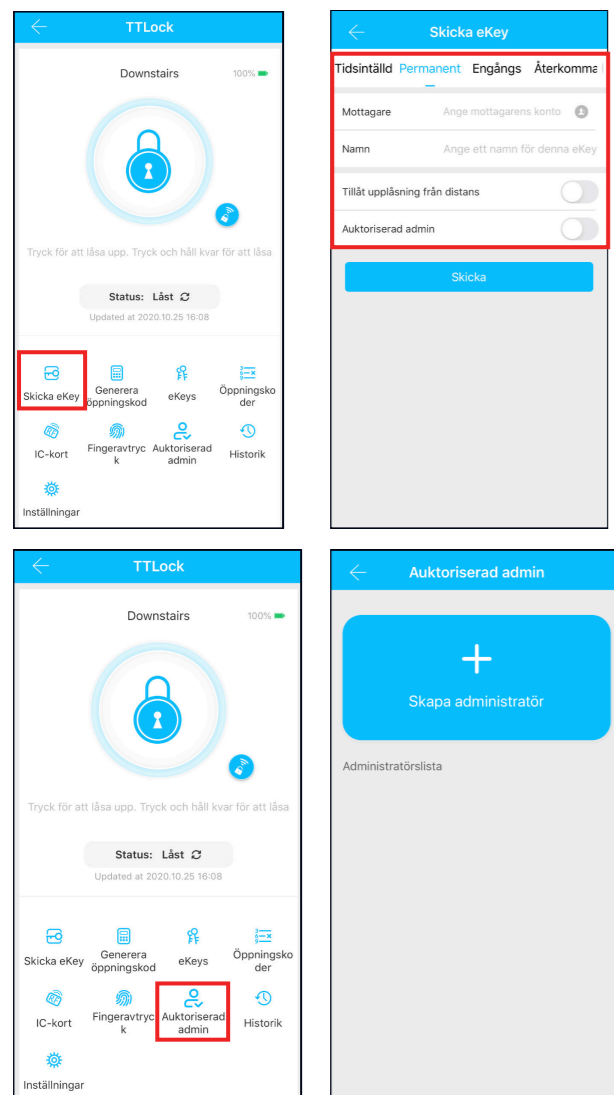 TTLock
Downstairs 100%
Tryck för att låsa upp. Tryck och håll kvar för att låsa
Status: Låst
Updated at 2020.10.25 16:08
Skicka eKey
Generera
öppningskod
eKeys
Öppningsko
der
IC-kort
Fingeravtryc
k
Auktoriserad
admin
Historik
Inställningar
Skicka eKey
Tidsintälld Permanent Engångs Återkomma
Mottagare Ange mottagarens konto
Namn Ange ett namn för denna eKey
Tillåt upplåsning från distans
Auktoriserad admin
Skicka
TTLock
Downstairs 100%
Tryck för att låsa upp. Tryck och håll kvar för att låsa
Status: Låst
Updated at 2020.10.25 16:08
Skicka eKey
Generera
öppningskod
eKeys
Öppningsko
der
IC-kort
Fingeravtryc
k
Auktoriserad
admin
Historik
Inställningar
Auktoriserad admin
Skapa administratör
Administratörslista